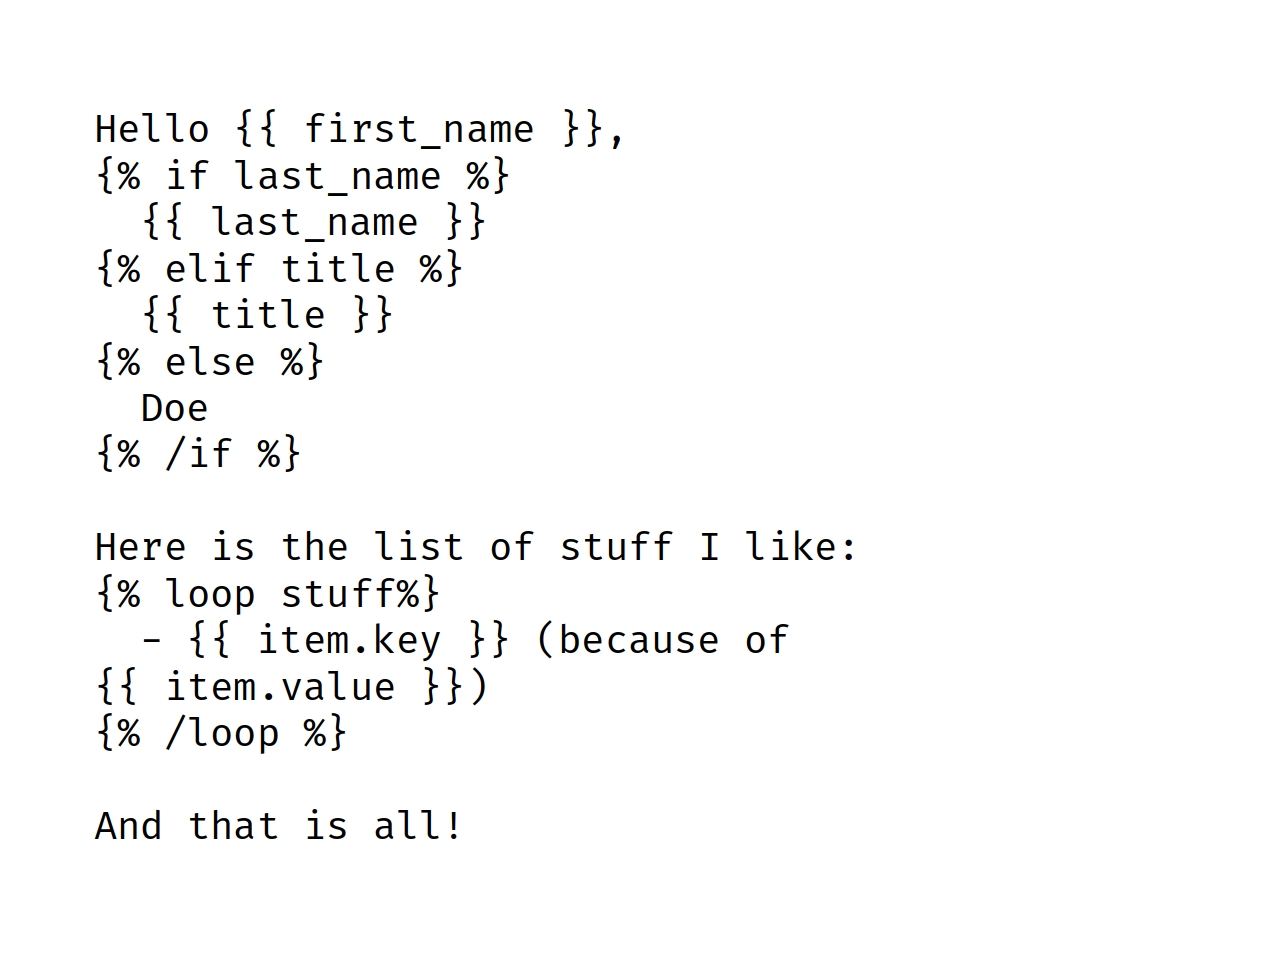 Hello {{ first_name }},
{% if last_name %}
  {{ last_name }}
{% elif title %}
  {{ title }}
{% else %}
  Doe
{% /if %}

Here is the list of stuff I like:
{% loop stuff%}
  - {{ item.key }} (because of
{{ item.value }})
{% /loop %}

And that is all!